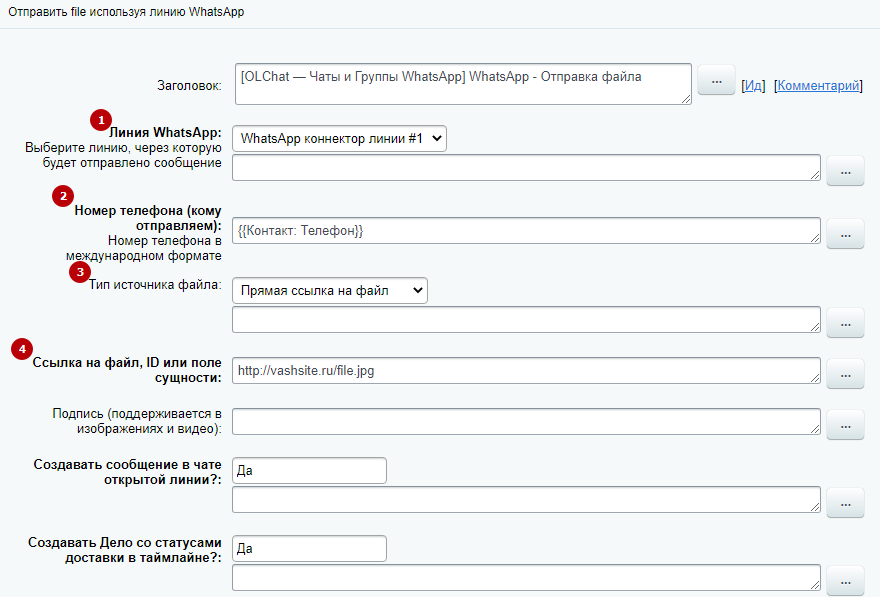 Отправить file используя линию WhatsApp
Заголовок:
[OLChat — Чаты и Группы WhatsApp] WhatsApp - Отправка файла
...
[Ид] [Комментарий]
1
Линия WhatsApp:
Выберите линию, через которую
будет отправлено сообщение
WhatsApp коннектор линии #1
...
2
Номер телефона (кому
отправляем):
Номер телефона в
международном формате
{{Контакт: Телефон}}
...
3
Тип источника файла:
Прямая ссылка на файл
...
4
Ссылка на файл, ID или поле
сущности:
http://vashsite.ru/file.jpg
...
Подпись (поддерживается в
изображениях и видео):
...
Создавать сообщение в чате
открытой линии?:
Да
...
Создавать Дело со статусами
доставки в таймлайне?:
Да
...